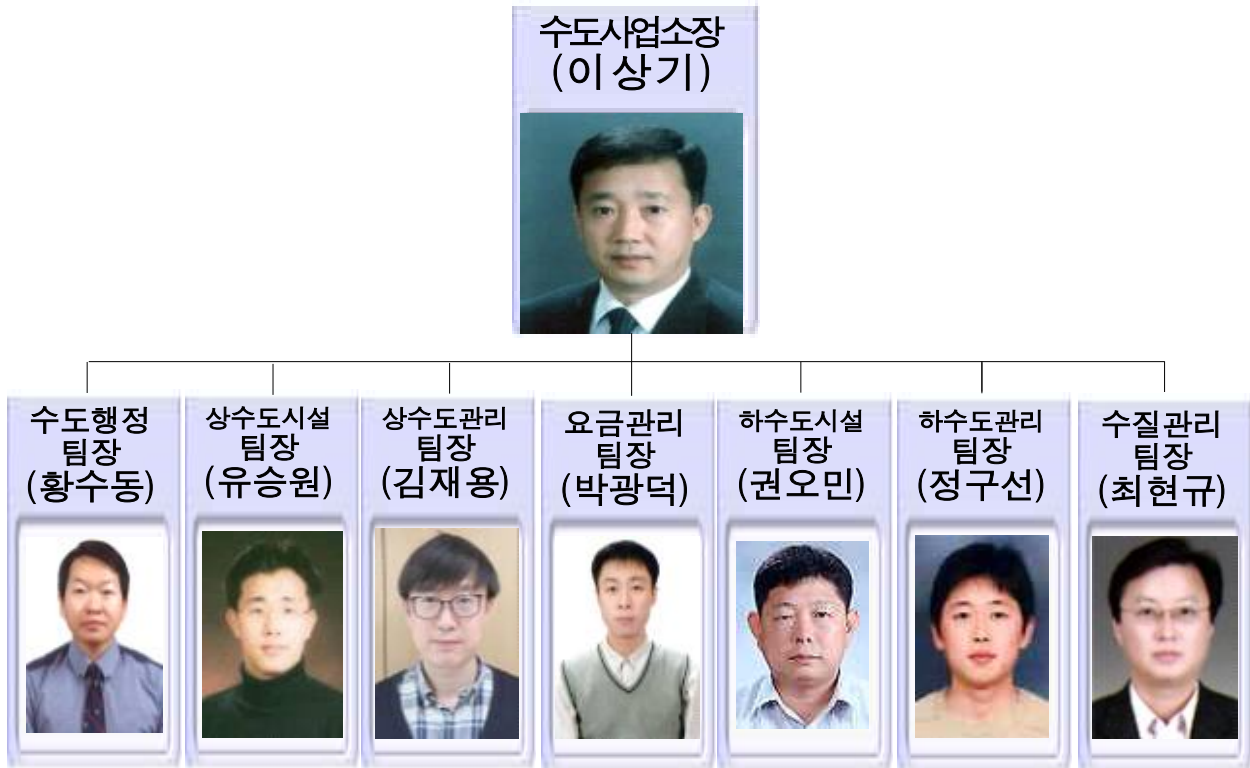 수도사업소장
(이상기)
수도행정
팀장
(황수동)
상수도시설
팀장
(유승원)
상수도관리
팀장
(김재용)
요금관리
팀장
(박광덕)
하수도시설
팀장
(권오민)
하수도관리
팀장
(정구선)
수질관리
팀장
(최현규)